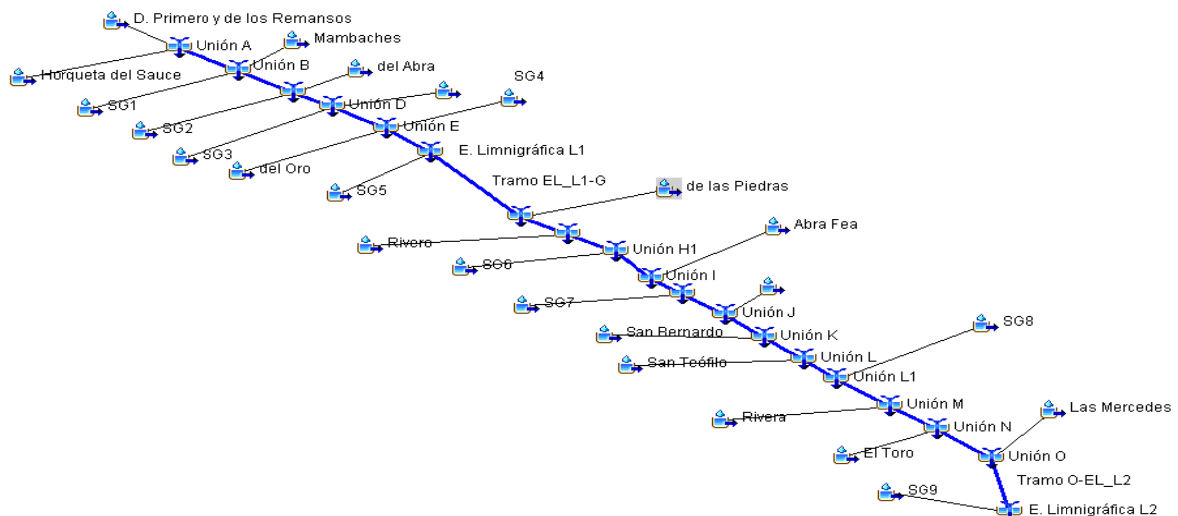 D. Primero y de los Remansos
Unión A
Mambaches
Horqueta del Sauce
Unión B
del Abra
SG4
SG1
Unión D
SG2
Unión E
SG3
E. Limnigráfica L1
del Oro
Tramo EL_L1-G
SG5
de las Piedras
Abra Fea
Rivero
Unión H1
SG6
Unión I
SG7
Unión J
SG8
San Bernardo
Unión K
San Teófilo
Unión L
Unión L1
Unión M
Las Mercedes
Rivera
Unión N
El Toro
Unión O
Tramo O-EL_L2
SG9
E. Limnigráfica L2